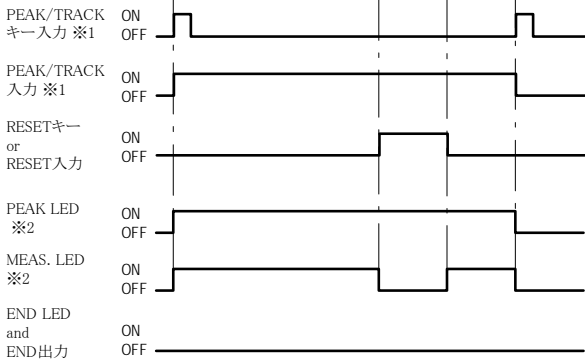 PEAK/TRACK
キー入力 ※1
ON
OFF
PEAK/TRACK
入力 ※1
ON
OFF
RESETキー
or
RESET入力
ON
OFF
PEAK LED
※2
ON
OFF
MEAS. LED
※2
ON
OFF
END LED
and
END出力
ON
OFF